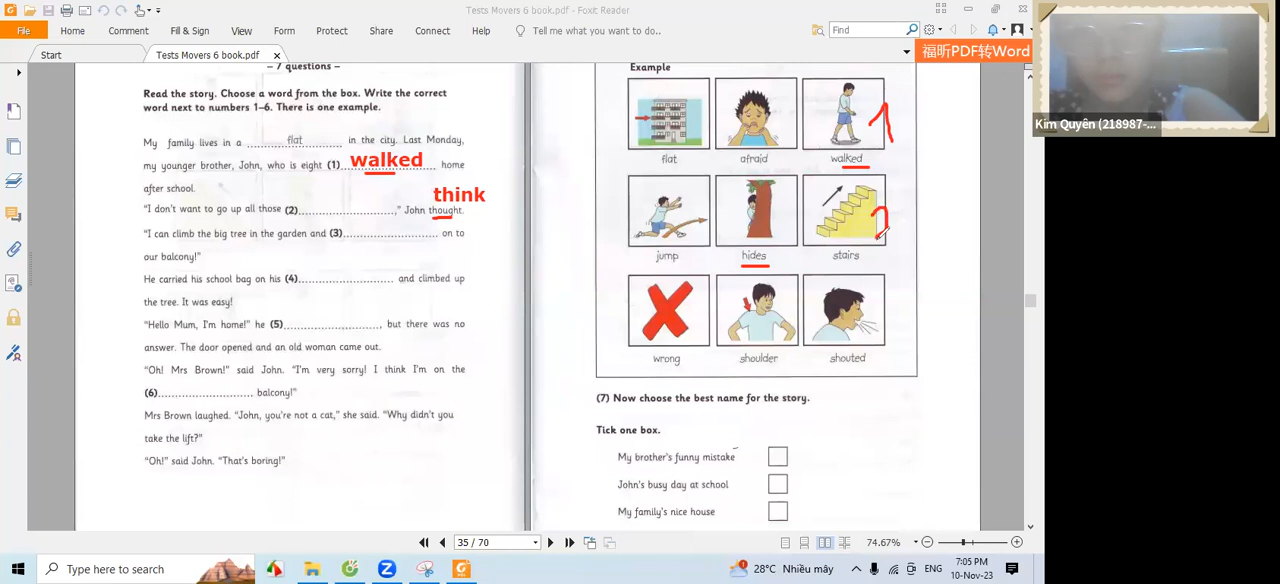 Tests Movers 6 book.pdf - Foxit Reader
File Home Comment Fill & Sign View Form Protect Share Connect Help Tell me what you want to do.. Find
Start Tests Movers 6 book.pdf 福昕PDF转Word
– 7 questions –
Read the story. Choose a word from the box. Write the correct
word next to numbers 1–6. There is one example.
My family lives in a flat in the city. Last Monday,
my younger brother, John, who is eight (1) walked home
after school.
think
“I don't want to go up all those (2)..............................,” John thought.
“I can climb the big tree in the garden and (3).............................. on to
our balcony!”
He carried his school bag on his (4).............................. and climbed up
the tree. It was easy!
“Hello Mum, I'm home!” he (5).............................. but there was no
answer. The door opened and an old woman came out.
“Oh! Mrs Brown!” said John. “I'm very sorry! I think I'm on the
(6).............................. balcony!”
Mrs Brown laughed. “John, you're not a cat,” she said. “Why didn't you
take the lift?”
“Oh!” said John. “That's boring!”
Example
1
flat afraid walked
2
jump hides stairs
wrong shoulder shouted
(7) Now choose the best name for the story.
Tick one box.
My brother's funny mistake
John's busy day at school
My family's nice house
Kim Quyên (218987-...
35 / 70 74.67%
Type here to search 28°C Nhiều mây ENG 7:05 PM
10-Nov-23